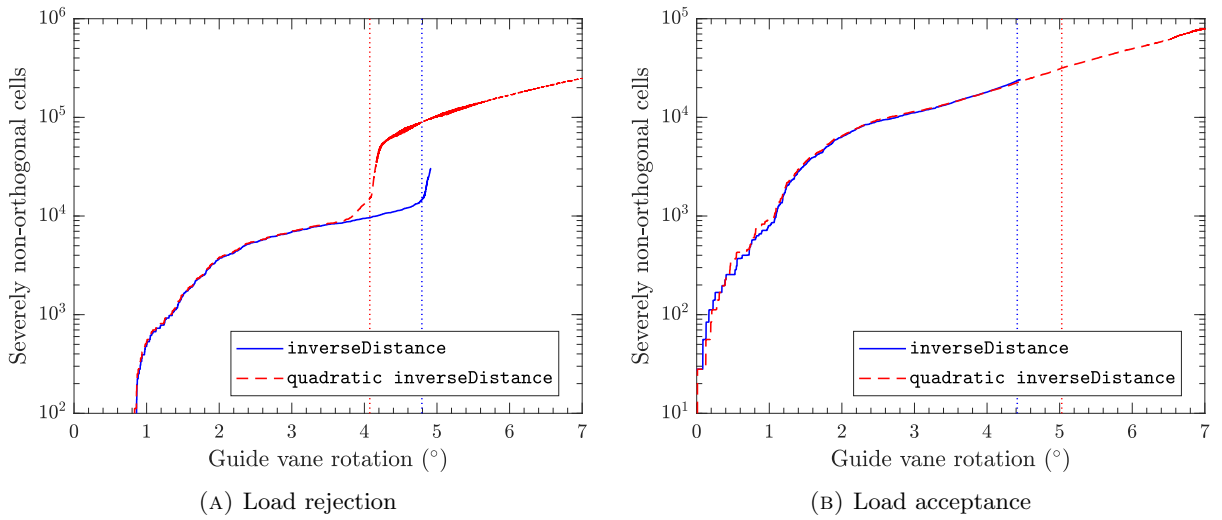 10^6
10^5
10^4
10^3
10^2
Severely non-orthogonal cells
inverseDistance
quadratic inverseDistance
0 1 2 3 4 5 6 7
Guide vane rotation (°)
(A) Load rejection
10^5
10^4
10^3
10^2
10^1
Severely non-orthogonal cells
inverseDistance
quadratic inverseDistance
0 1 2 3 4 5 6 7
Guide vane rotation (°)
(B) Load acceptance